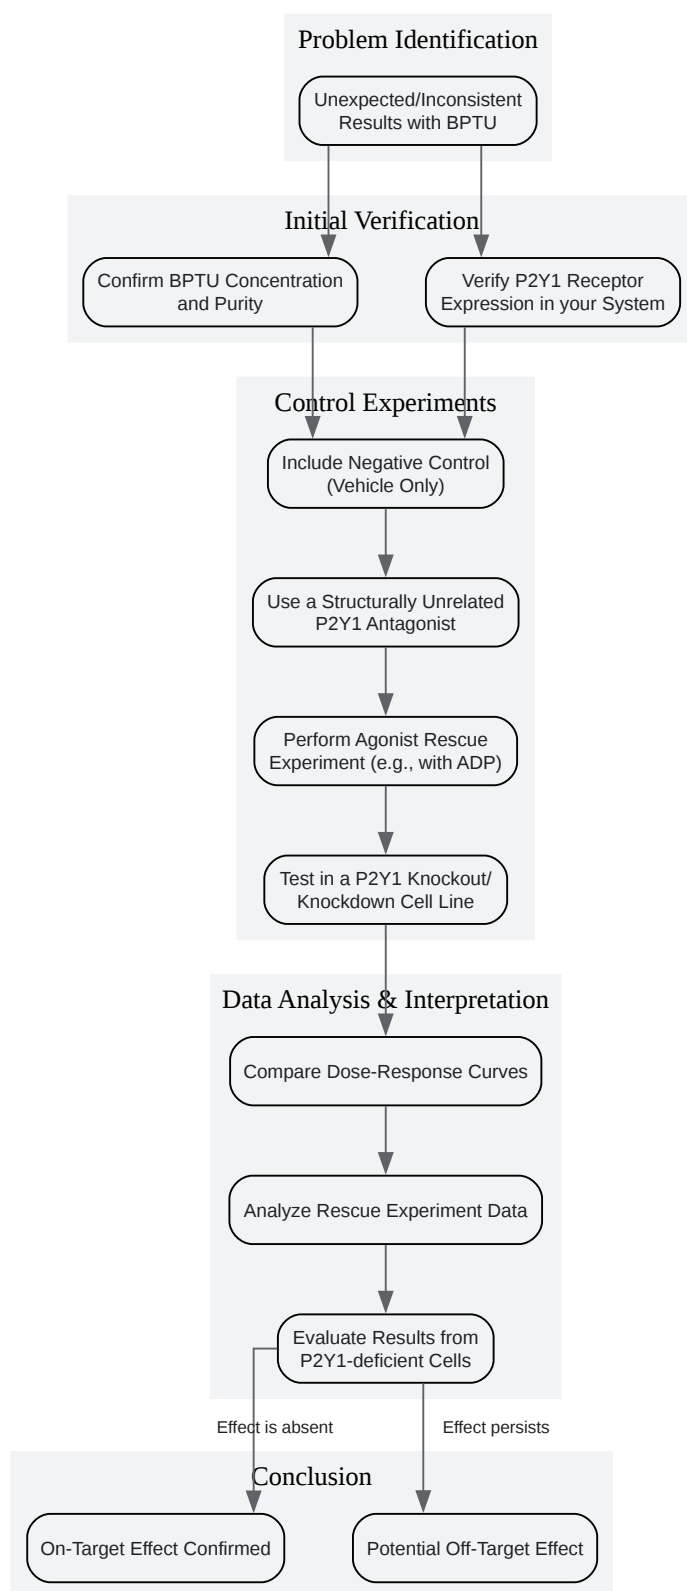 Problem Identification
Unexpected/Inconsistent
Results with BPTU
Initial Verification
Confirm BPTU Concentration
and Purity
Verify P2Y1 Receptor
Expression in your System
Control Experiments
Include Negative Control
(Vehicle Only)
Use a Structurally Unrelated
P2Y1 Antagonist
Perform Agonist Rescue
Experiment (e.g., with ADP)
Test in a P2Y1 Knockout/
Knockdown Cell Line
Data Analysis & Interpretation
Compare Dose-Response Curves
Analyze Rescue Experiment Data
Evaluate Results from
P2Y1-deficient Cells
Effect is absent
Effect persists
Conclusion
On-Target Effect Confirmed
Potential Off-Target Effect